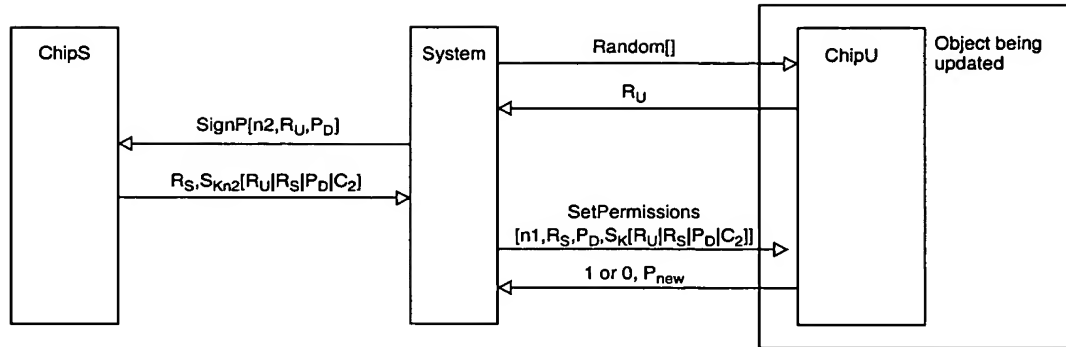 ChipS
System
ChipU
Object being
updated
Random[]
R_U
SignP[n2,R_U,P_D]
R_S,S_Kn2[R_U|R_S|P_D|C_2]
SetPermissions
[n1,R_S,P_D,S_K[R_U|R_S|P_D|C_2]]
1 or 0, P_new